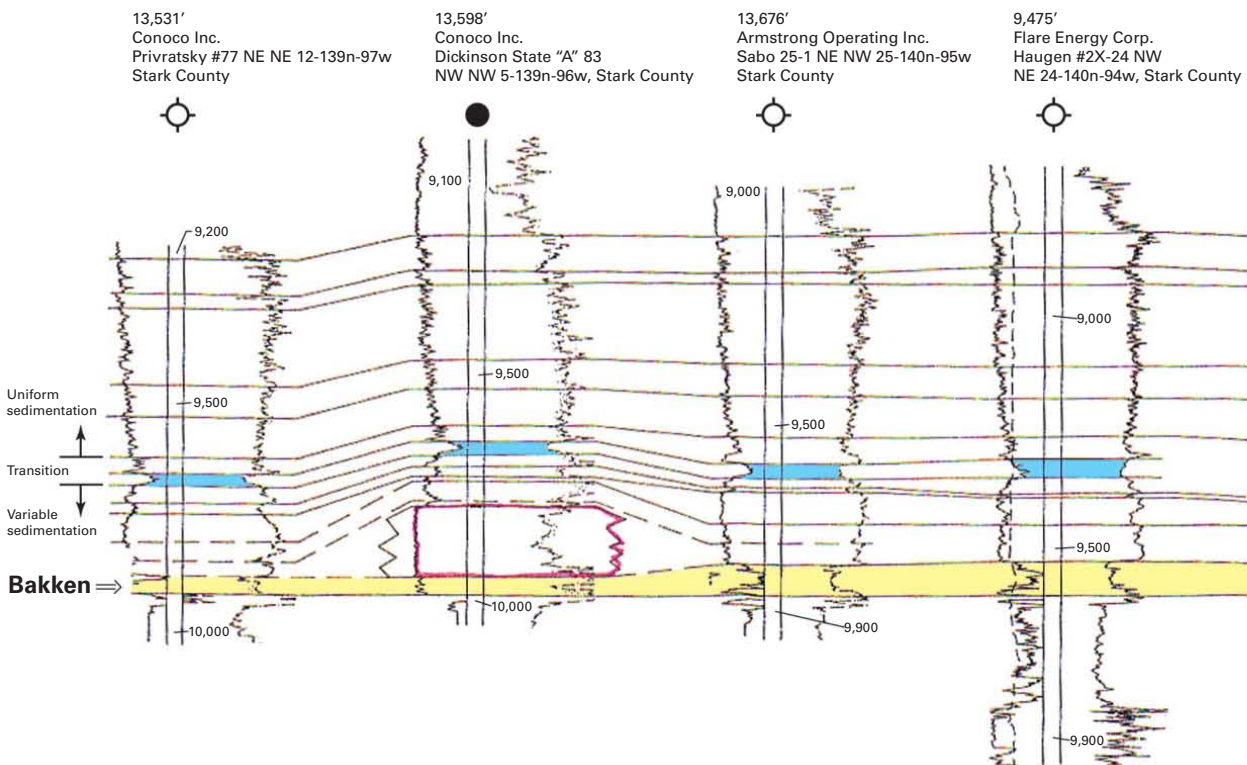 13,531’
Conoco Inc.
Privratsky #77 NE NE 12-139n-97w
Stark County
13,598’
Conoco Inc.
Dickinson State “A” 83
NW NW 5-139n-96w, Stark County
13,676’
Armstrong Operating Inc.
Sabo 25-1 NE NW 25-140n-95w
Stark County
9,475’
Flare Energy Corp.
Haugen #2X-24 NW
NE 24-140n-94w, Stark County
9,200
9,500
10,000
9,100
9,500
10,000
9,000
9,500
9,900
9,000
9,500
9,900
Uniform
sedimentation
Transition
Variable
sedimentation
Bakken